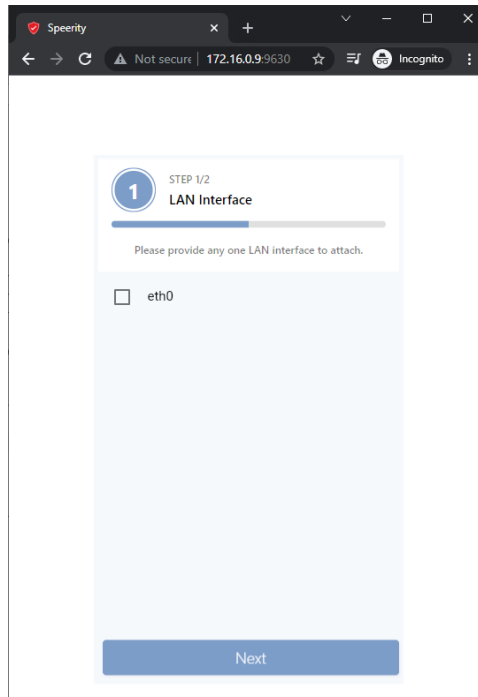 Speerity
Not secure 172.16.0.9:9630 Incognito
1
STEP 1/2
LAN Interface
Please provide any one LAN interface to attach.
eth0
Next